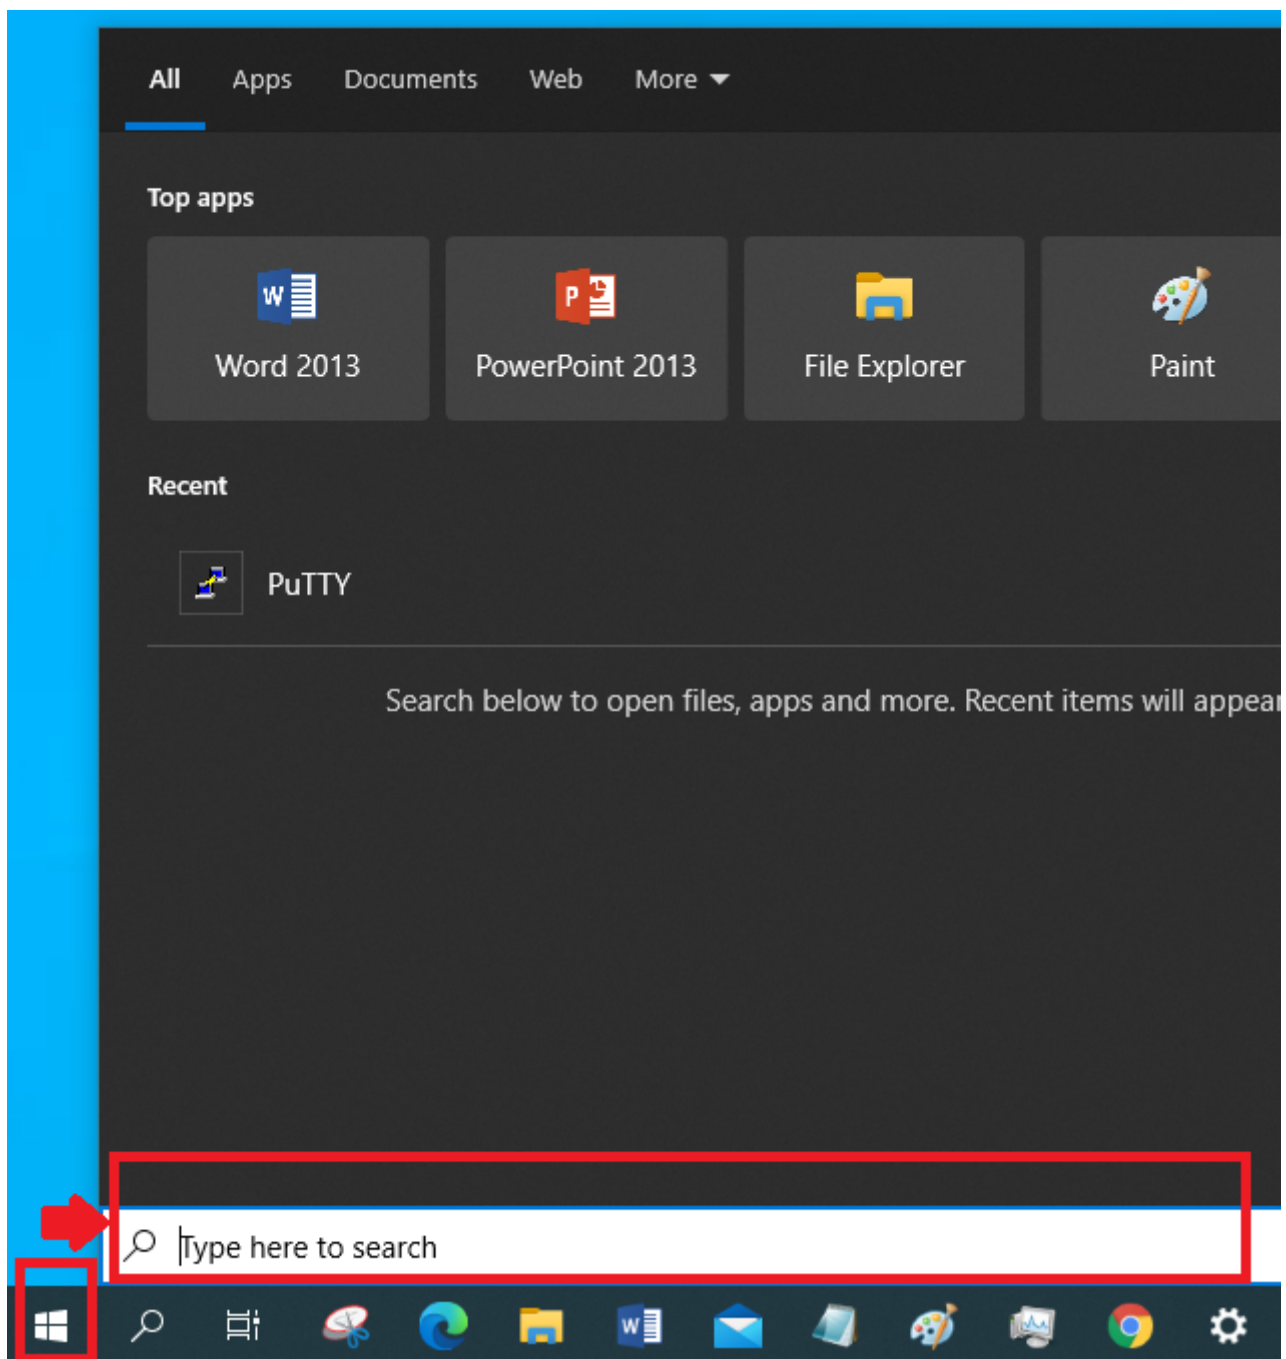 All Apps Documents Web More
Top apps
Word 2013 PowerPoint 2013 File Explorer Paint
Recent
PuTTY
Search below to open files, apps and more. Recent items will appear
Type here to search